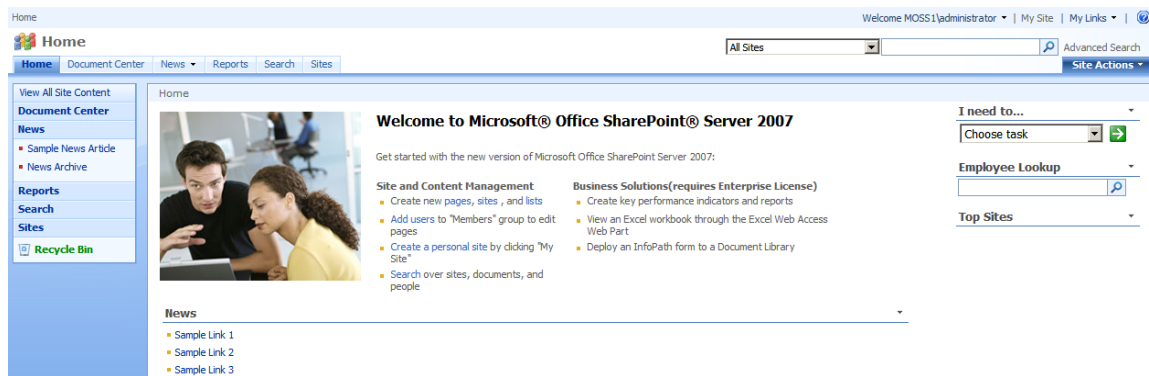 Home
Welcome MOSS1\administrator | My Site | My Links |
Home
All Sites
Advanced Search
Home Document Center News Reports Search Sites
Site Actions
View All Site Content
Document Center
News
Sample News Article
News Archive
Reports
Search
Sites
Recycle Bin
Home
Welcome to Microsoft® Office SharePoint® Server 2007
Get started with the new version of Microsoft Office SharePoint Server 2007:
Site and Content Management
Create new pages, sites , and lists
Add users to "Members" group to edit
pages
Create a personal site by clicking "My
Site"
Search over sites, documents, and
people
Business Solutions(requires Enterprise License)
Create key performance indicators and reports
View an Excel workbook through the Excel Web Access
Web Part
Deploy an InfoPath form to a Document Library
News
Sample Link 1
Sample Link 2
Sample Link 3
I need to...
Choose task
Employee Lookup
Top Sites